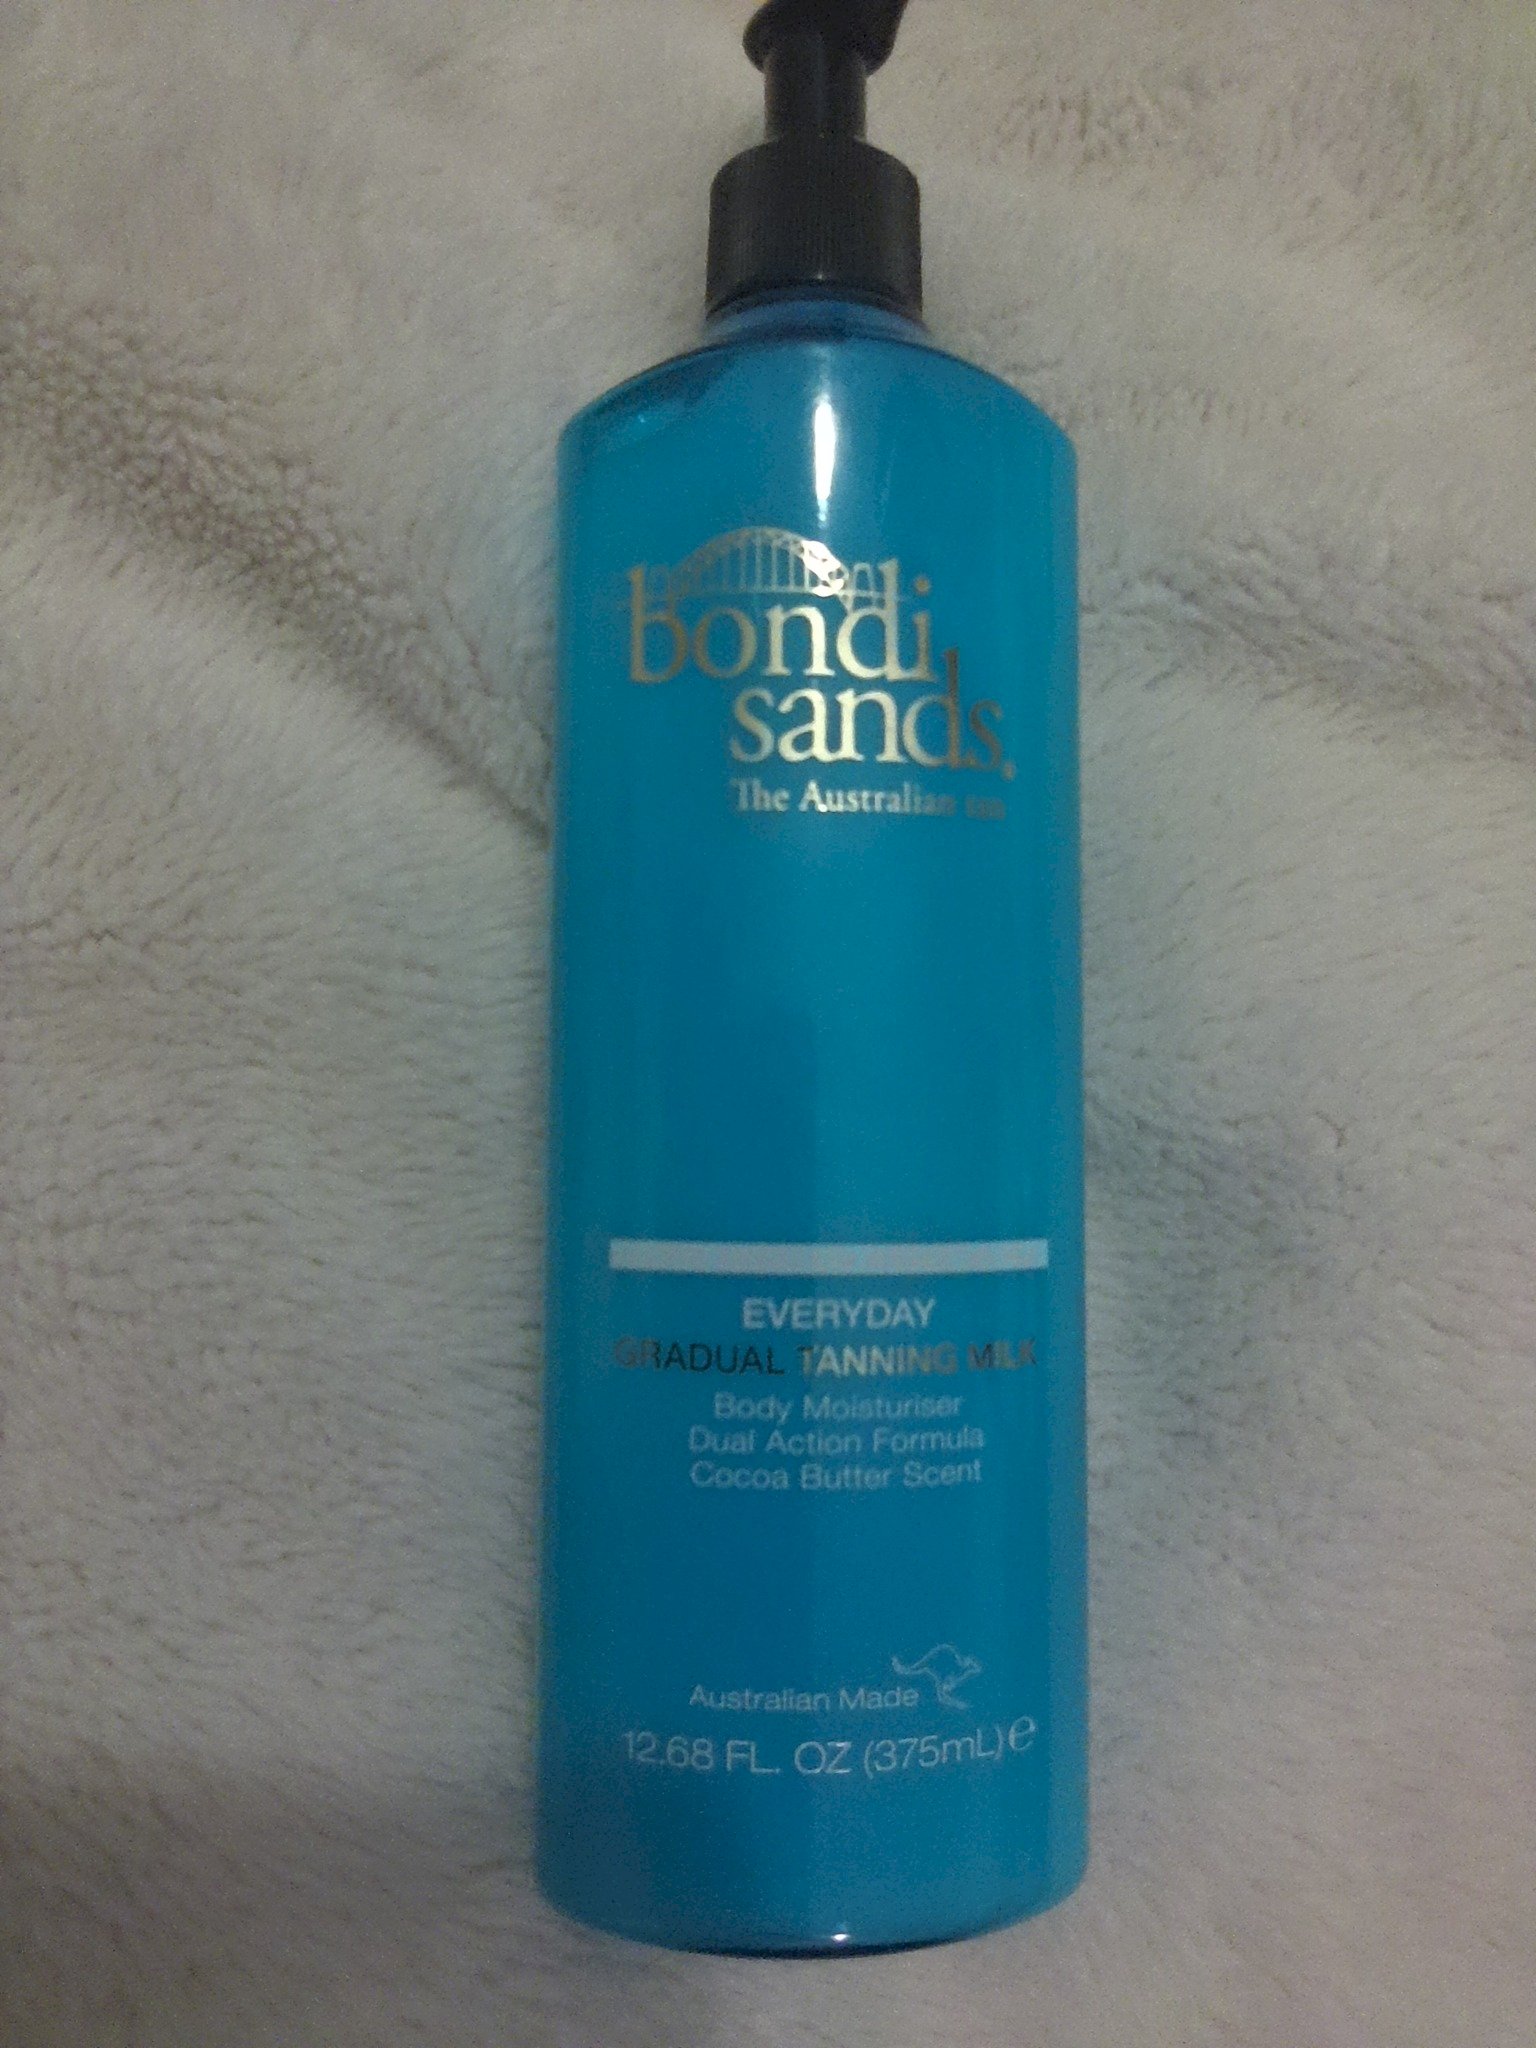 bondi
sands.
The Australian tan
EVERYDAY
GRADUAL TANNING MILK
Body Moisturiser
Dual Action Formula
Cocoa Butter Scent
Australian Made
12.68 FL. OZ (375mL) e